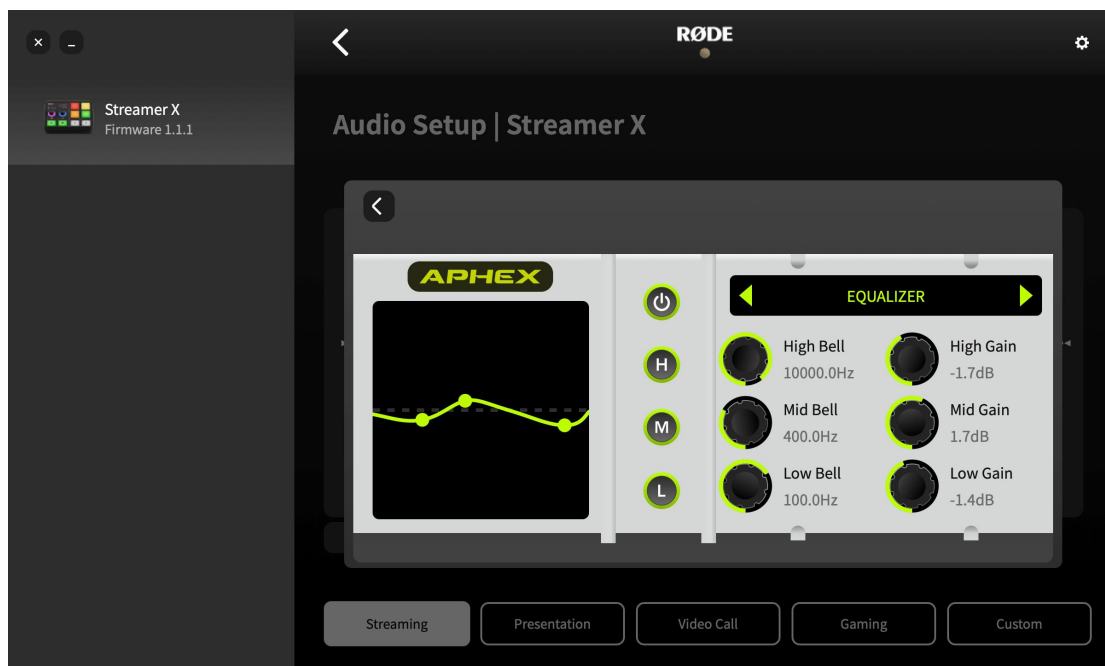 RØDE
Streamer X
Firmware 1.1.1
Audio Setup | Streamer X
APHEX
EQUALIZER
H
M
L
High Bell
10000.0Hz
High Gain
-1.7dB
Mid Bell
400.0Hz
Mid Gain
1.7dB
Low Bell
100.0Hz
Low Gain
-1.4dB
Streaming
Presentation
Video Call
Gaming
Custom